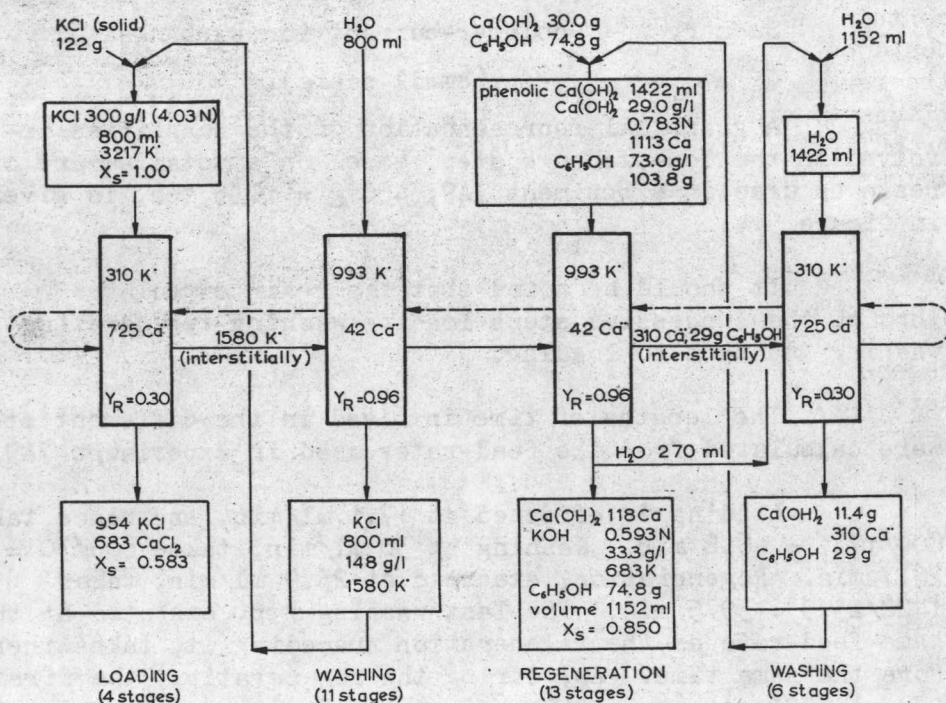 KCl (solid)
122 g
H₂O
800 ml
Ca(OH)₂ 30.0 g
C₆H₅OH 74.8 g
H₂O
1152 ml
KCl 300 g/l (4.03 N)
800 ml
3217 K˙
Xs = 1.00
phenolic Ca(OH)₂ 1422 ml
Ca(OH)₂ 29.0 g/l
0.783 N
1113 Ca
C₆H₅OH 73.0 g/l
103.8 g
H₂O
1422 ml
310 K˙
725 Ca¨
Y_R = 0.30
1580 K˙
(interstitially)
993 K˙
42 Ca¨
Y_R = 0.96
993 K˙
42 Ca¨
Y_R = 0.96
310 Ca, 29g C₆H₅OH
(interstitially)
310 K˙
725 Ca¨
Y_R = 0.30
H₂O 270 ml
954 KCl
683 CaCl₂
Xs = 0.583
KCl
800 ml
148 g/l
1580 K˙
Ca(OH)₂ 118 Ca¨
KOH 0.593 N
33.3 g/l
683 K
C₆H₅OH 74.8 g
volume 1152 ml
Xs = 0.850
Ca(OH)₂ 11.4 g
310 Ca¨
C₆H₅OH 29 g
LOADING
(4 stages)
WASHING
(11 stages)
REGENERATION
(13 stages)
WASHING
(6 stages)